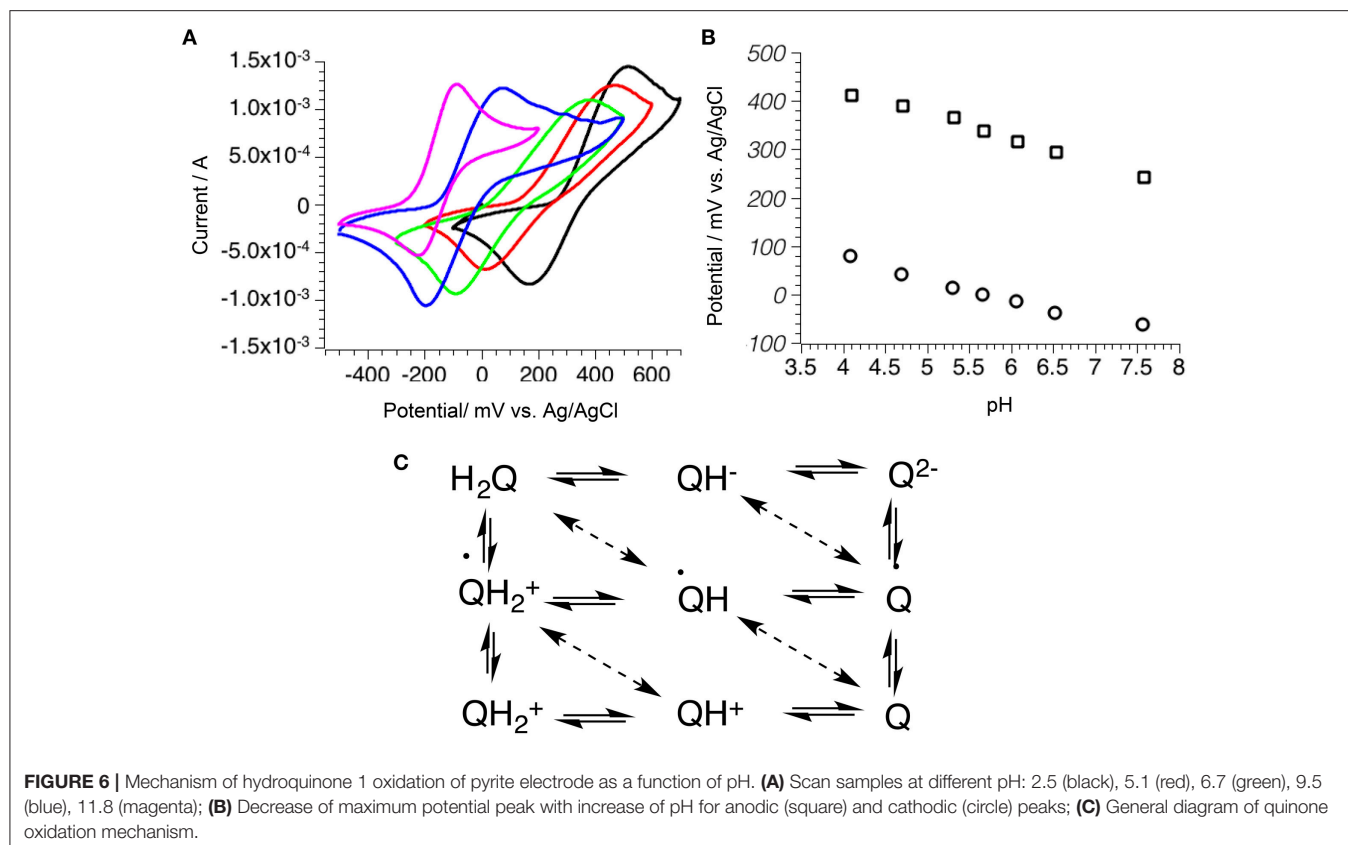 A
1.5x10-3
1.0x10-3
5.0x10-4
0
-5.0x10-4
-1.0x10-3
-1.5x10-3
Current / A
-400 -200 0 200 400 600
Potential/ mV vs. Ag/AgCl
B
500
400
300
200
100
0
100
Potential / mV vs. Ag/AgCl
3.5 4 4.5 5 5.5 6 6.5 7 7.5 8
pH
C
H2Q QH- Q2-
QH2+ QH Q
QH2+ QH+ Q
FIGURE 6 | Mechanism of hydroquinone 1 oxidation of pyrite electrode as a function of pH. (A) Scan samples at different pH: 2.5 (black), 5.1 (red), 6.7 (green), 9.5
(blue), 11.8 (magenta); (B) Decrease of maximum potential peak with increase of pH for anodic (square) and cathodic (circle) peaks; (C) General diagram of quinone
oxidation mechanism.